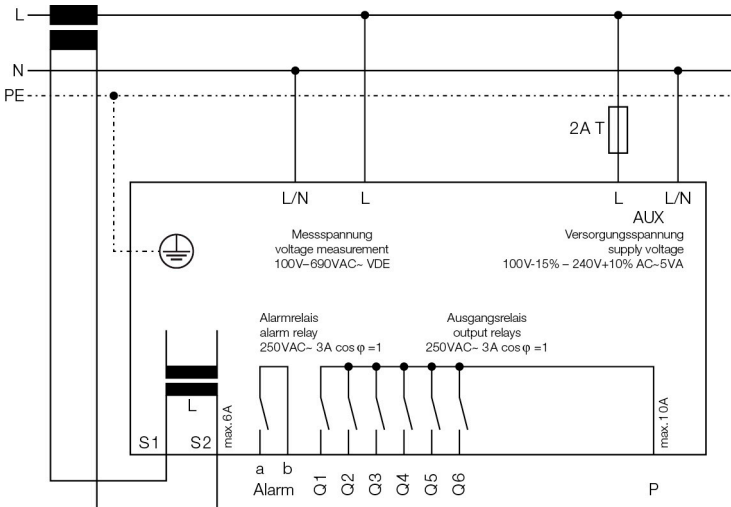 L
N
PE
2A T
L/N L L L/N
AUX
Messspannung
voltage measurement
100V–690VAC~ VDE
Versorgungsspannung
supply voltage
100V-15% – 240V+10% AC~5VA
Alarmrelais
alarm relay
250VAC~ 3A cos φ =1
Ausgangsrelais
output relays
250VAC~ 3A cos φ =1
L
max.6A
max.10A
S1 S2
a b
Alarm
Q1 Q2 Q3 Q4 Q5 Q6
P